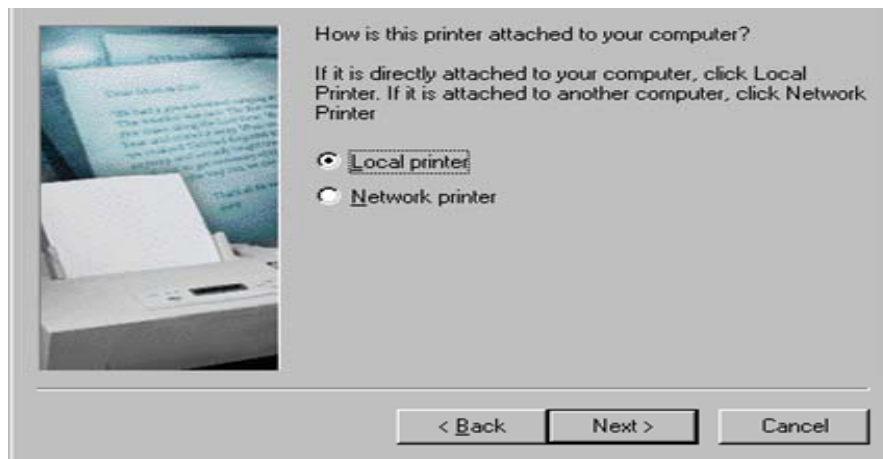 How is this printer attached to your computer?
If it is directly attached to your computer, click Local
Printer. If it is attached to another computer, click Network
Printer
Local printer
Network printer
< Back
Next >
Cancel